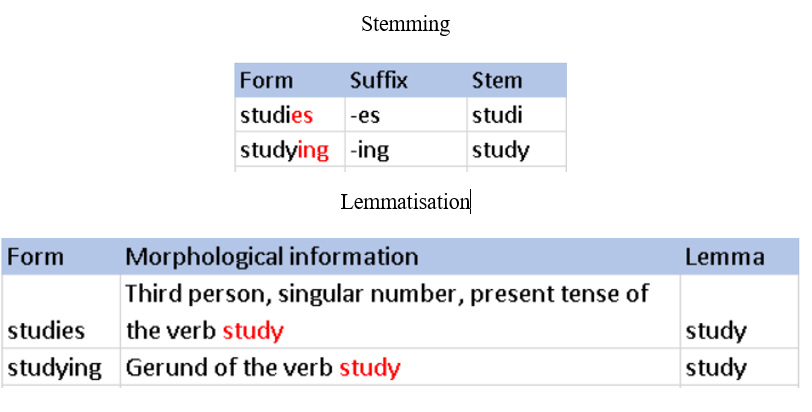 Stemming
Form Suffix Stem
studies -es studi
studying -ing study
Lemmatisation
Form Morphological information Lemma
Third person, singular number, present tense of
studies the verb study study
studying Gerund of the verb study study